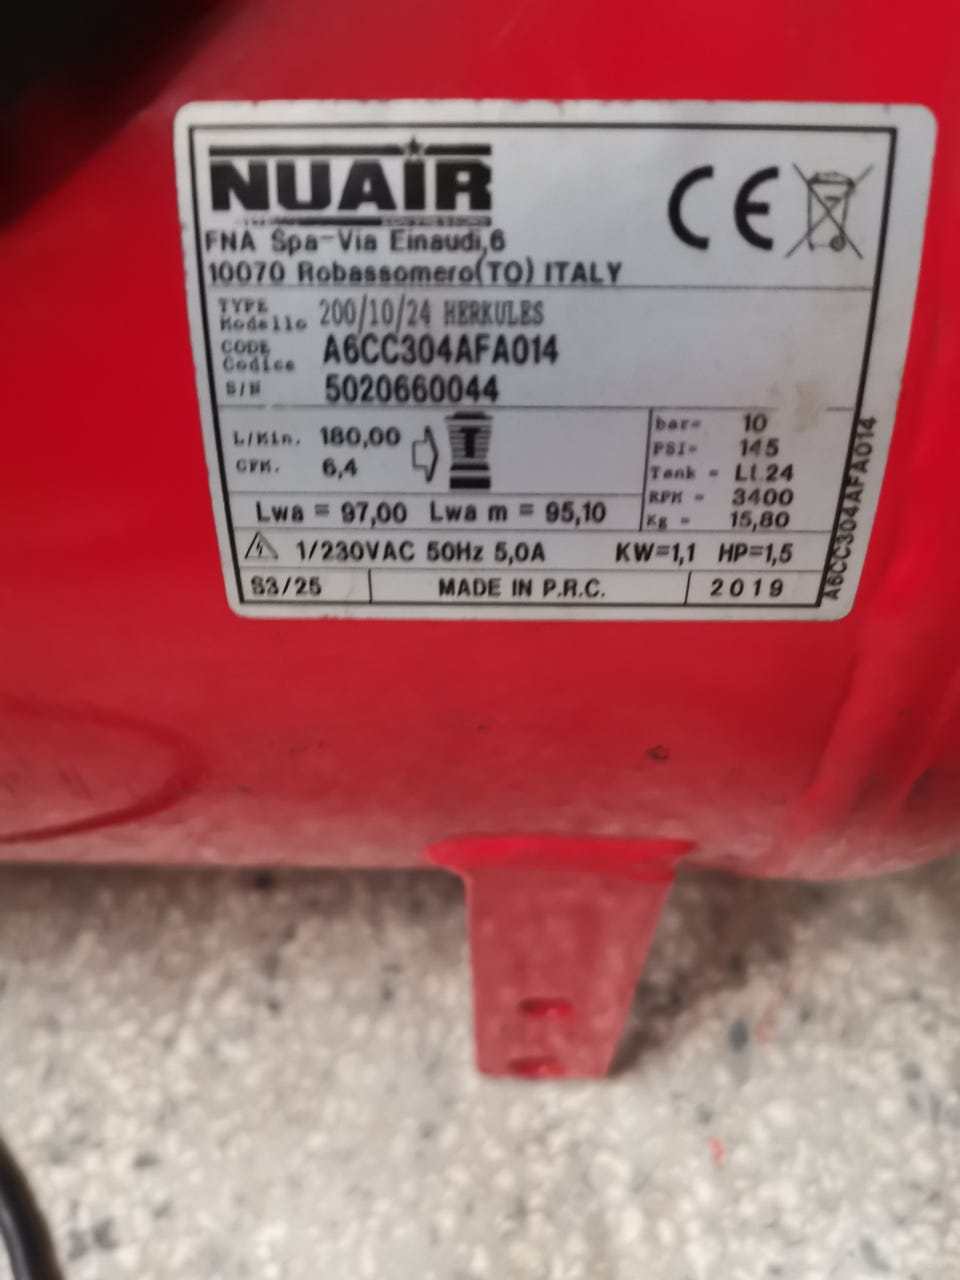 NUAIR
FNA Spa-Via Einaudi,6
10070 Robassomero(TO) ITALY
TYPE
Modello 200/10/24 HERKULES
CODE
Codice A6CC304AFA014
S/N 5020660044
L/Min. 180,00
CFM. 6,4
bar= 10
PSI= 145
Tank = Lt.24
RPM = 3400
Kg = 15,80
Lwa = 97,00 Lwa m = 95,10
1/230VAC 50Hz 5,0A KW=1,1 HP=1,5
S3/25 MADE IN P.R.C. 2019
A6CC304AFA014